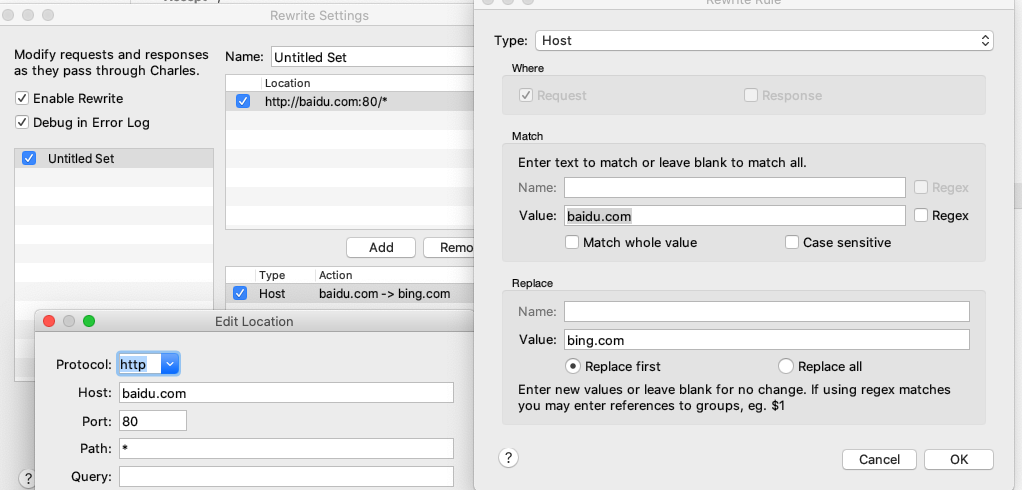 Rewrite Settings
Modify requests and responses
as they pass through Charles.
Enable Rewrite
Debug in Error Log
Untitled Set
Name:
Untitled Set
Location
http://baidu.com:80/*
Add
Remo
Type
Action
Host
baidu.com -> bing.com
Edit Location
Protocol:
http
Host:
baidu.com
Port:
80
Path:
*
Query:
?
Rewrite Rule
Type:
Host
Where
Request
Response
Match
Enter text to match or leave blank to match all.
Name:
Regex
Value:
baidu.com
Regex
Match whole value
Case sensitive
Replace
Name:
Value:
bing.com
Replace first
Replace all
Enter new values or leave blank for no change. If using regex matches
you may enter references to groups, eg. $1
?
Cancel
OK